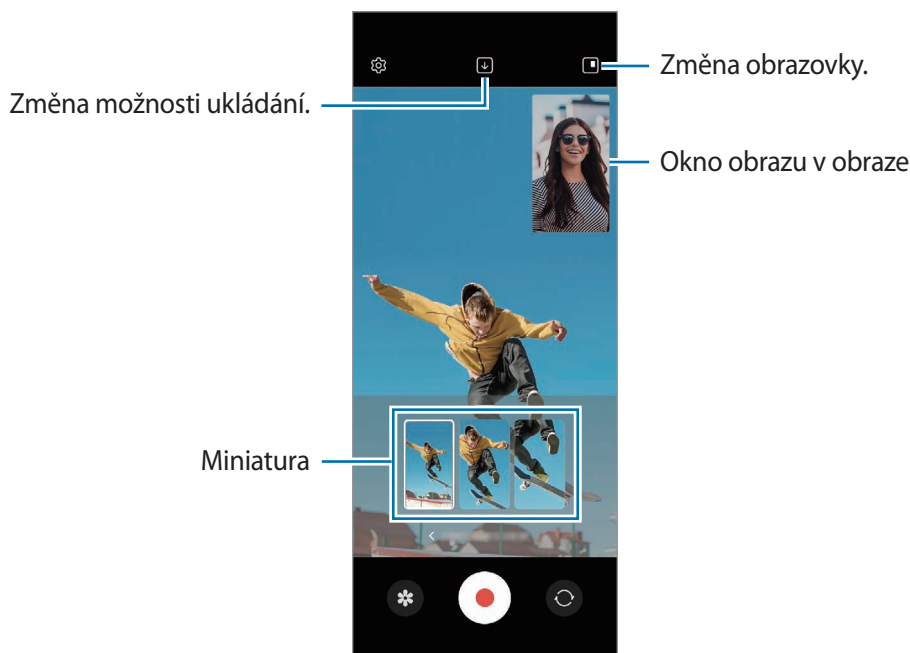 Změna obrazovky.
Změna možnosti ukládání.
Okno obrazu v obraze
Miniatura